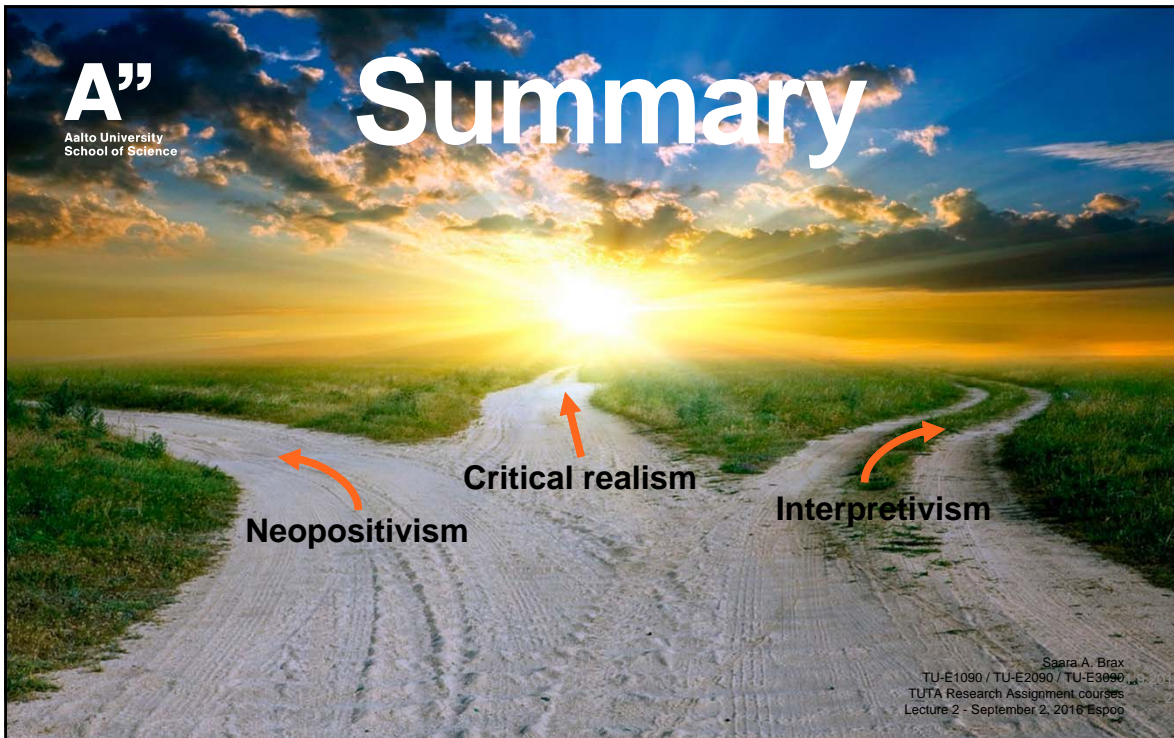 A”
Aalto University
School of Science
Summary
Critical realism
Neopositivism
Interpretivism
Saara A. Brax
TU-E1090 / TU-E2090 / TU-E3090
TUTA Research Assignment courses
Lecture 2 - September 2, 2016 Espoo